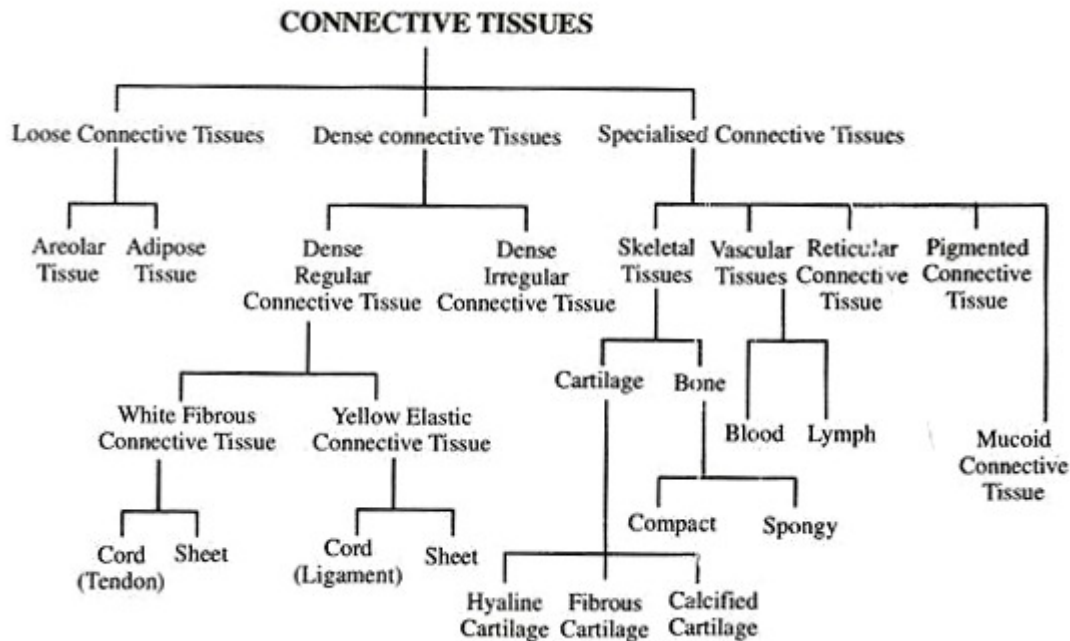 CONNECTIVE TISSUES
Loose Connective Tissues
Dense connective Tissues
Specialised Connective Tissues
Areolar
Tissue
Adipose
Tissue
Dense
Regular
Connective Tissue
Dense
Irregular
Connective Tissue
Skeletal
Tissues
Vascular
Tissues
Reticular
Connective
Tissue
Pigmented
Connective
Tissue
Cartilage
Bone
White Fibrous
Connective Tissue
Yellow Elastic
Connective Tissue
Blood
Lymph
Mucoid
Connective
Tissue
Compact
Spongy
Cord
(Tendon)
Sheet
Cord
(Ligament)
Sheet
Hyaline
Cartilage
Fibrous
Cartilage
Calcified
Cartilage